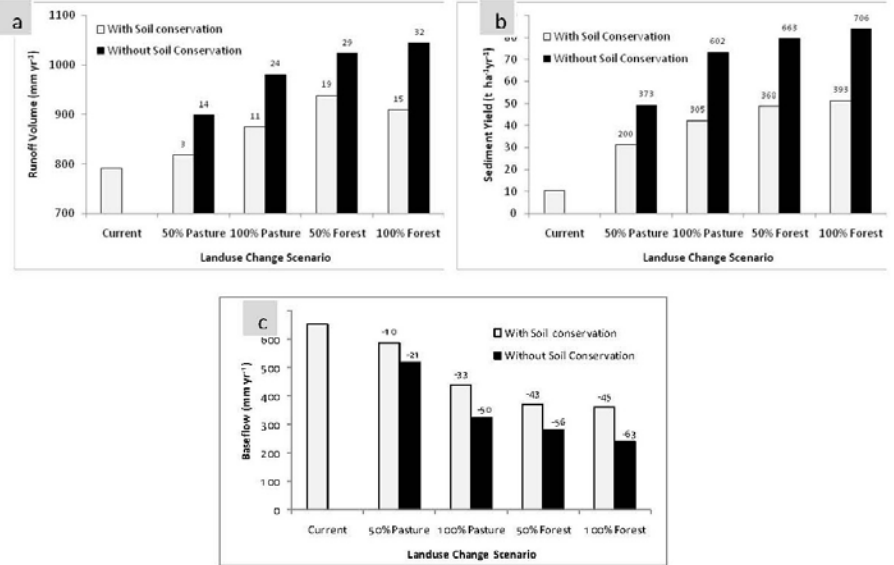 a
With Soil conservation
Without Soil Conservation
Runoff Volume (mm yr⁻¹)
1100
1000
900
800
700
3
14
11
24
19
29
15
32
Current
50% Pasture
100% Pasture
50% Forest
100% Forest
Landuse Change Scenario
b
With Soil Conservation
Without Soil Conservation
Sediment Yield (t ha⁻¹yr⁻¹)
80
70
60
50
40
30
20
10
0
200
373
305
602
368
663
393
706
Current
50% Pasture
100% Pasture
50% Forest
100% Forest
Landuse Change Scenario
c
With Soil conservation
Without Soil Conservation
Baseflow (mm yr⁻¹)
600
500
400
300
200
100
0
-10
-21
-33
-50
-43
-56
-45
-63
Current
50% Pasture
100% Pasture
50% Forest
100% Forest
Landuse Change Scenario